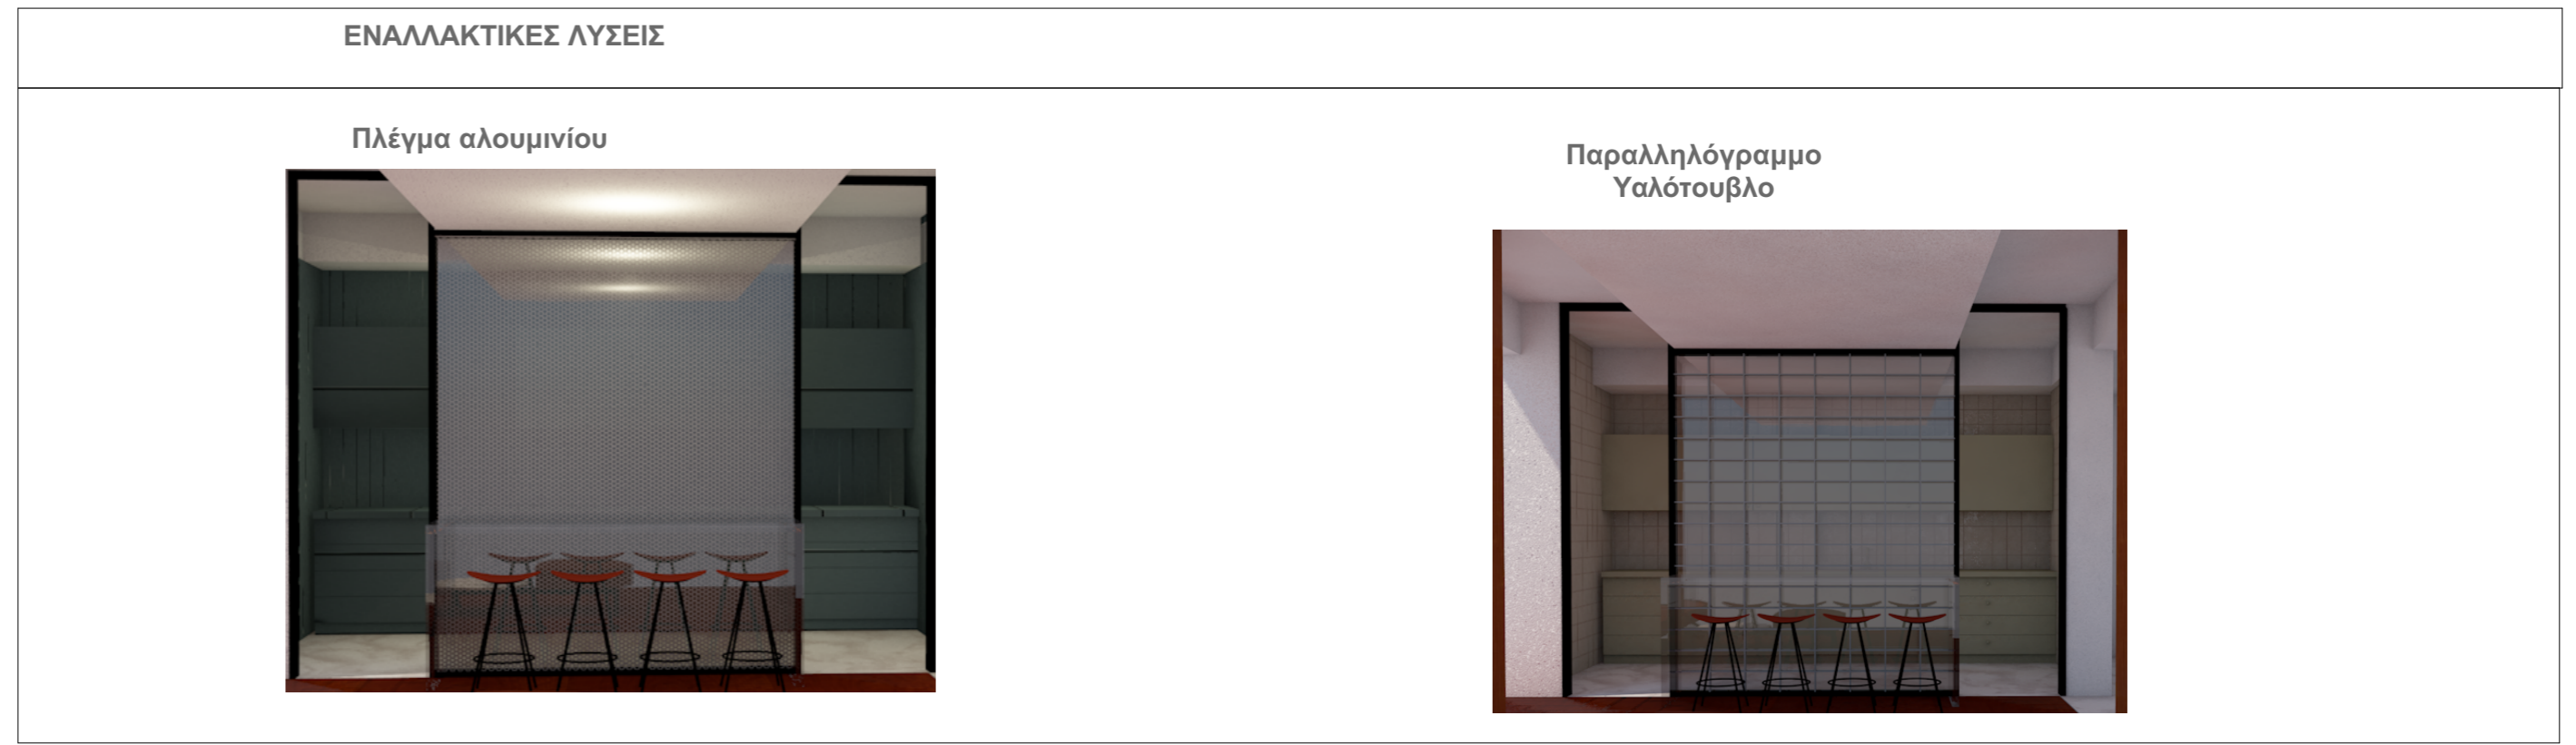 ΕΝΑΛΛΑΚΤΙΚΕΣ ΛΥΣΕΙΣ
Πλέγμα αλουμινίου
Παραλληλόγραμμο
Υαλότουβλο